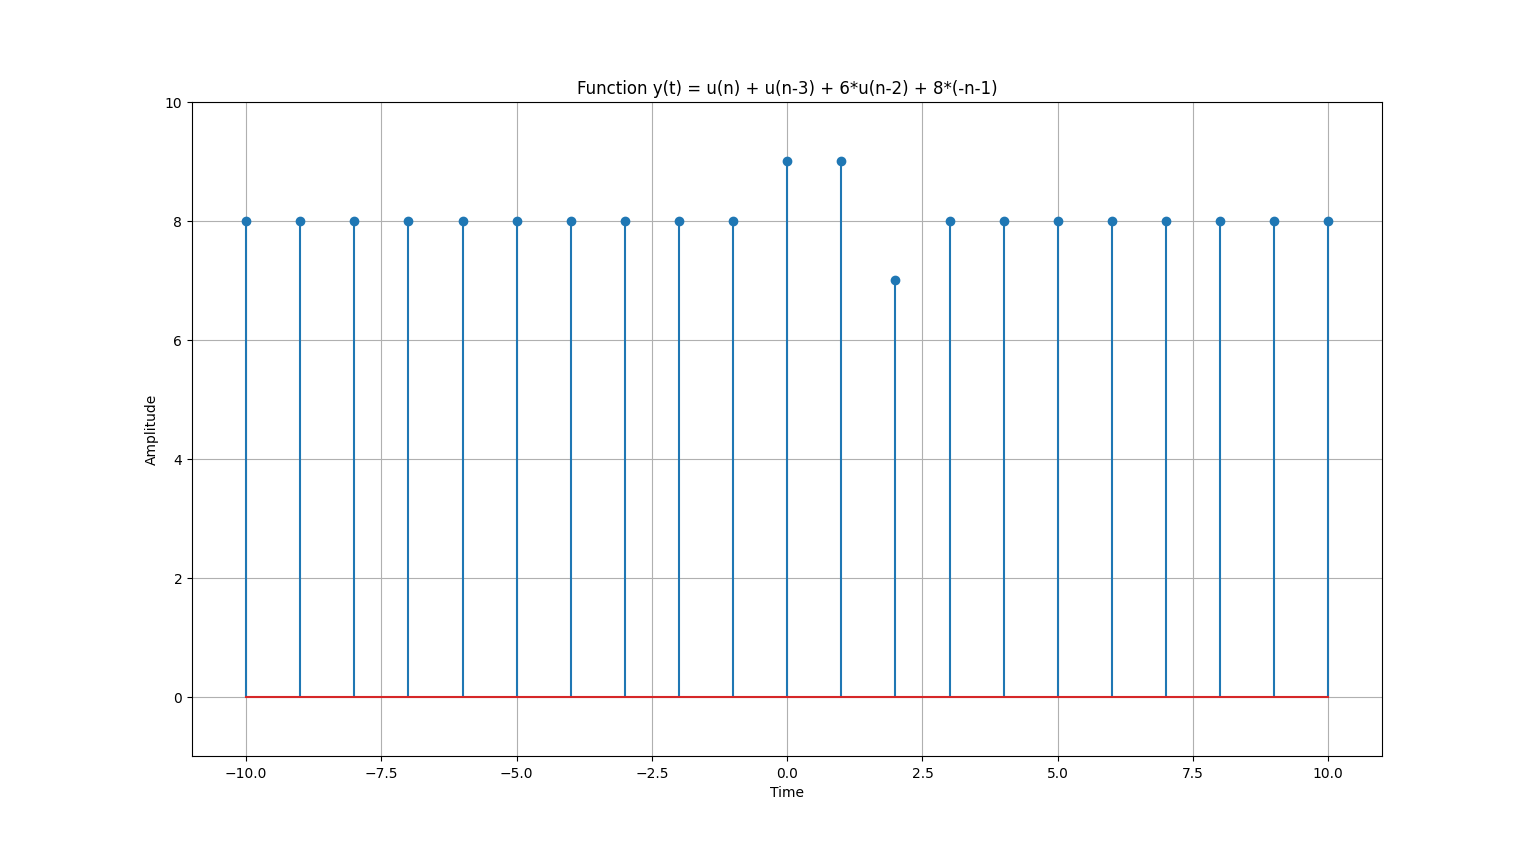 Function y(t) = u(n) + u(n-3) + 6*u(n-2) + 8*(-n-1)
10
8
6
4
2
0
Amplitude
−10.0 −7.5 −5.0 −2.5 0.0 2.5 5.0 7.5 10.0
Time